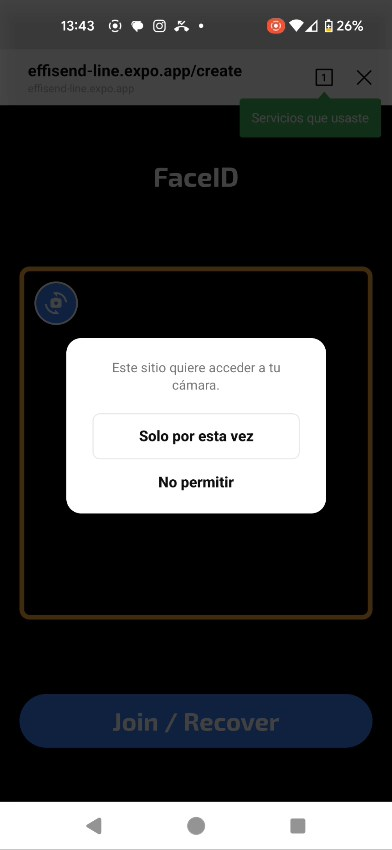 13:43
26%
effisend-line.expo.app/create
effisend-line.expo.app
1
Servicios que usaste
FaceID
Este sitio quiere acceder a tu
cámara.
Solo por esta vez
No permitir
Join / Recover